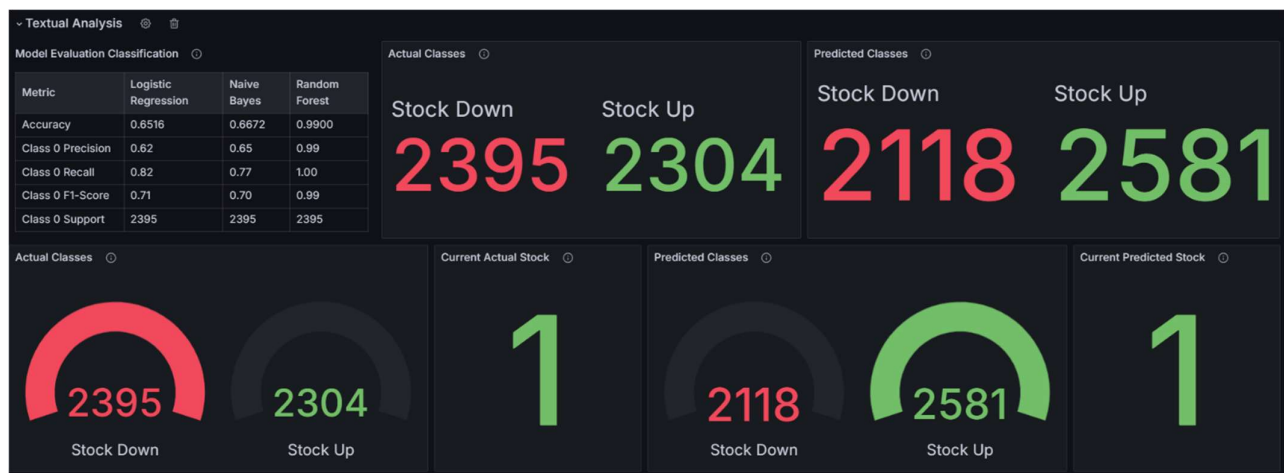 Textual Analysis
Model Evaluation Classification
Metric Logistic Regression Naive Bayes Random Forest
Accuracy 0.6516 0.6672 0.9900
Class 0 Precision 0.62 0.65 0.99
Class 0 Recall 0.82 0.77 1.00
Class 0 F1-Score 0.71 0.70 0.99
Class 0 Support 2395 2395 2395
Actual Classes
Stock Down Stock Up
2395 2304
Predicted Classes
Stock Down Stock Up
2118 2581
Actual Classes
2395 2304
Stock Down Stock Up
Current Actual Stock
1
Predicted Classes
2118 2581
Stock Down Stock Up
Current Predicted Stock
1